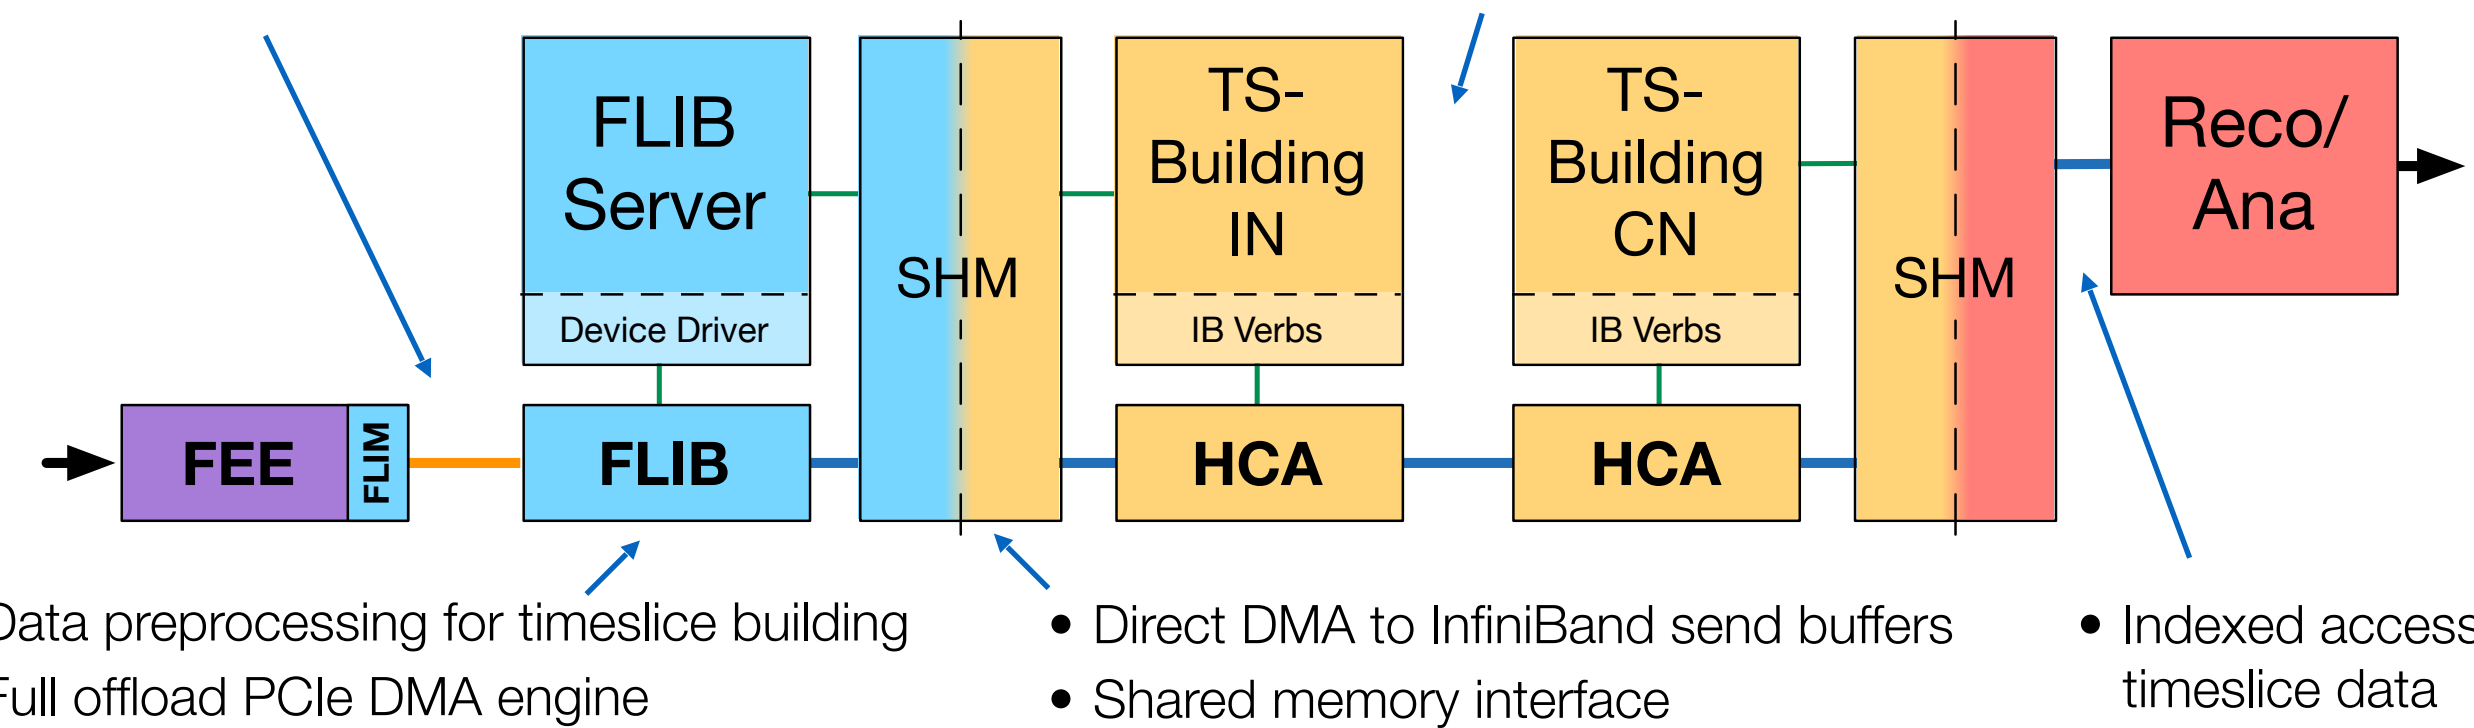 FLIB
Server
Device Driver
SHM
TS-
Building
IN
IB Verbs
TS-
Building
CN
IB Verbs
SHM
Reco/
Ana
FEE
FLIM
FLIB
HCA
HCA
Data preprocessing for timeslice building
Full offload PCIe DMA engine
• Direct DMA to InfiniBand send buffers
• Shared memory interface
• Indexed access
timeslice data